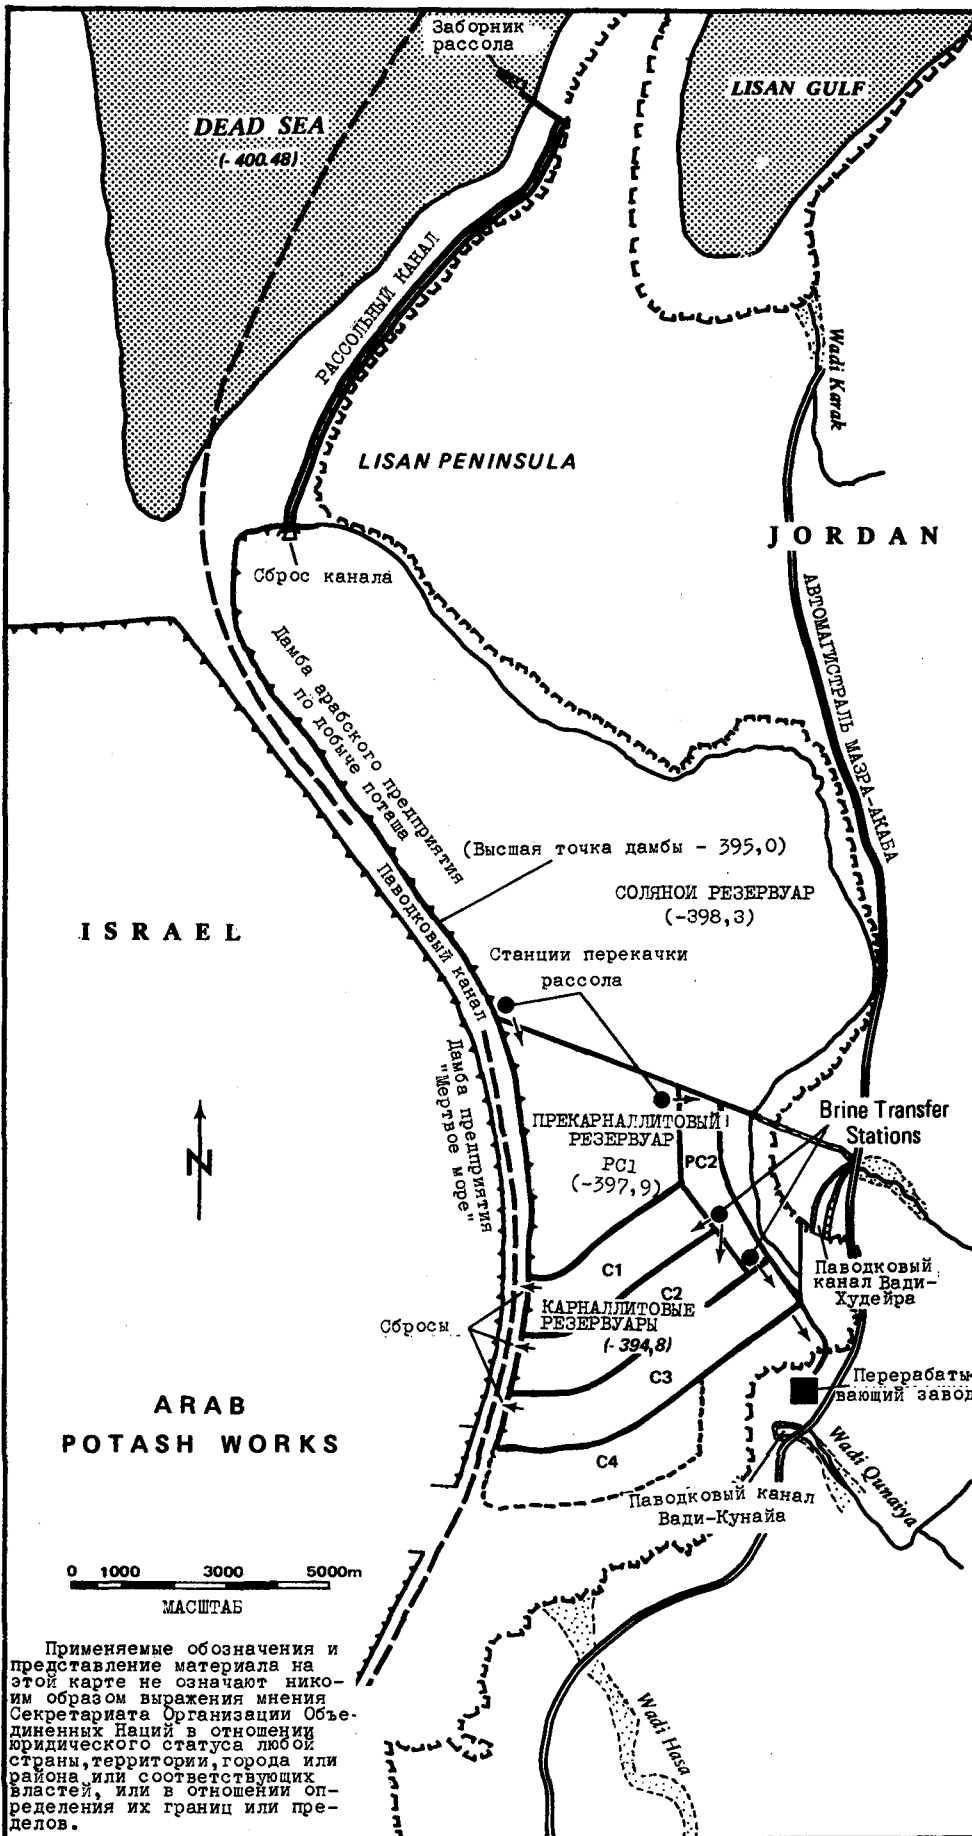 Заборник
рассола
LISAN GULF
DEAD SEA
(- 400.48)
РАССОЛЬНЫЙ КАНАЛ
Wadi Karak
LISAN PENINSULA
JORDAN
Сброс канала
АВТОМАГИСТРАЛЬ МАЗРА-АКАБА
Дамба арабского предприятия
по добыче поташа
(Высшая точка дамбы - 395,0)
Паводковый канал
СОЛЯНОЙ РЕЗЕРВУАР
(-398,3)
ISRAEL
Станции перекачки
рассола
Дамба предприятия
"Мертвое море"
Brine Transfer
Stations
ПРЕКАРНАЛЛИТОВЫЙ
РЕЗЕРВУАР
PC1
(-397,9)
PC2
N
C1
C2
Паводковый
канал Вади-
Худейра
КАРНАЛЛИТОВЫЕ
РЕЗЕРВУАРЫ
(- 394,8)
Сбросы
C3
Перерабаты-
вающий завод
ARAB
POTASH WORKS
C4
Wadi Qunaiya
Паводковый канал
Вади-Кунайа
0 1000 3000 5000m
МАСШТАБ
Применяемые обозначения и
представление материала на
этой карте не означают нико-
им образом выражения мнения
Секретариата Организации Объе-
диненных Наций в отношении
юридического статуса любой
страны,территории,города или
района,или соответствующих
властей, или в отношении оп-
ределения их границ или пре-
делов.
Wadi Hasa